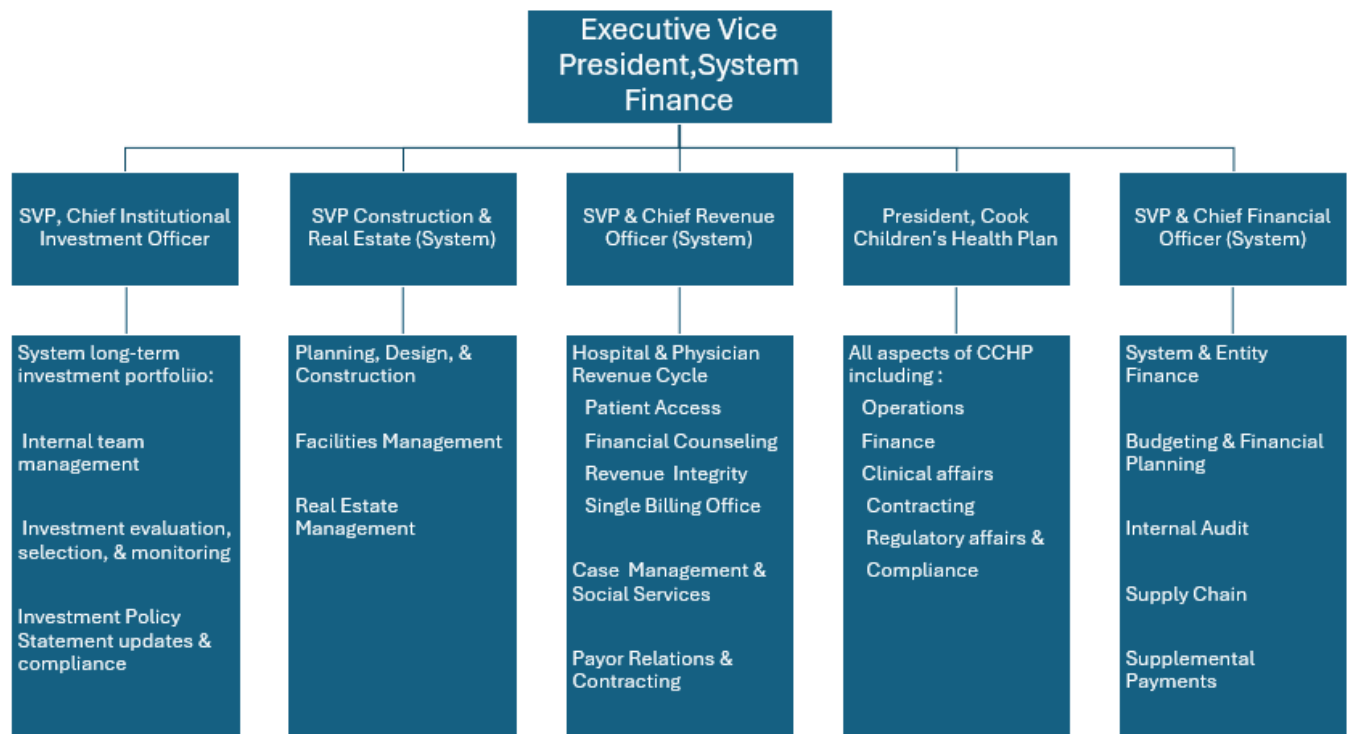 Executive Vice
President,System
Finance
SVP, Chief Institutional
Investment Officer
SVP Construction &
Real Estate (System)
SVP & Chief Revenue
Officer (System)
President, Cook
Children's Health Plan
SVP & Chief Financial
Officer (System)
System long-term
investment portfoliio:
Internal team
management
Investment evaluation,
selection, & monitoring
Investment Policy
Statement updates &
compliance
Planning, Design, &
Construction
Facilities Management
Real Estate
Management
Hospital & Physician
Revenue Cycle
Patient Access
Financial Counseling
Revenue Integrity
Single Billing Office
Case Management &
Social Services
Payor Relations &
Contracting
All aspects of CCHP
including :
Operations
Finance
Clinical affairs
Contracting
Regulatory affairs &
Compliance
System & Entity
Finance
Budgeting & Financial
Planning
Internal Audit
Supply Chain
Supplemental
Payments